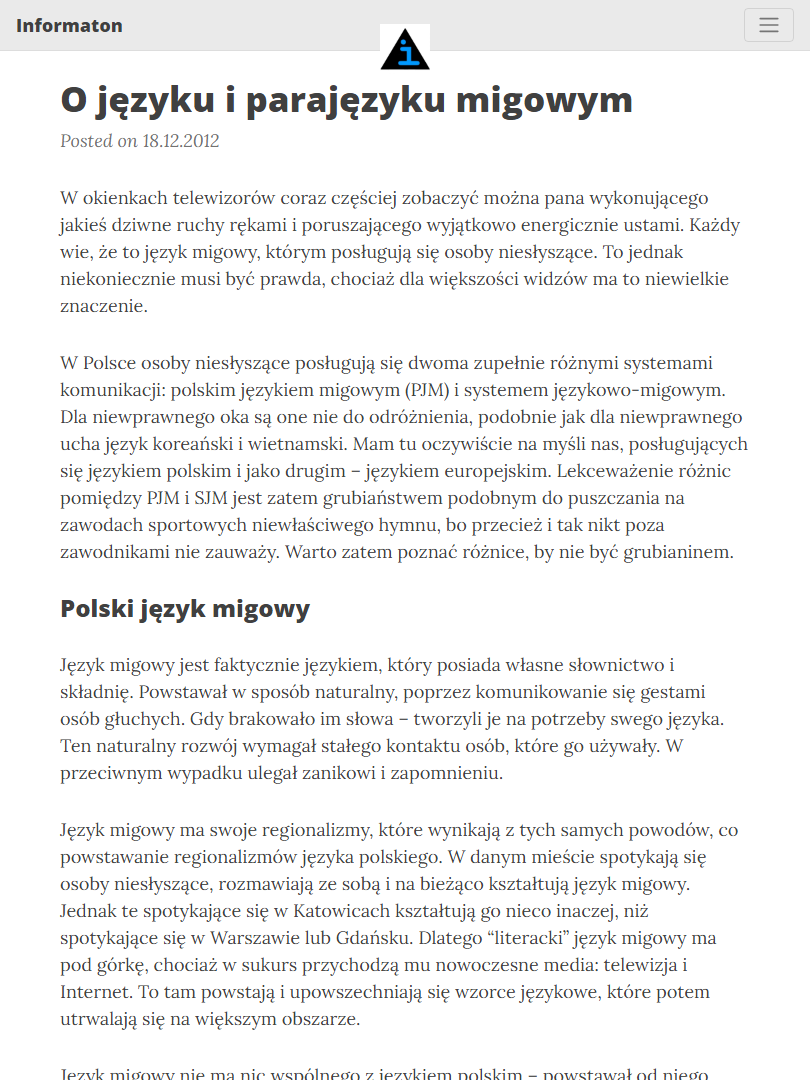 Informaton
i
O języku i parajęzyku migowym
Posted on 18.12.2012
W okienkach telewizorów coraz częściej zobaczyć można pana wykonującego
jakieś dziwne ruchy rękami i poruszającego wyjątkowo energicznie ustami. Każdy
wie, że to język migowy, którym posługują się osoby niesłyszące. To jednak
niekoniecznie musi być prawda, chociaż dla większości widzów ma to niewielkie
znaczenie.
W Polsce osoby niesłyszące posługują się dwoma zupełnie różnymi systemami
komunikacji: polskim językiem migowym (PJM) i systemem językowo-migowym.
Dla niewprawnego oka są one nie do odróżnienia, podobnie jak dla niewprawnego
ucha język koreański i wietnamski. Mam tu oczywiście na myśli nas, posługujących
się językiem polskim i jako drugim – językiem europejskim. Lekceważenie różnic
pomiędzy PJM i SJM jest zatem grubiaństwem podobnym do puszczania na
zawodach sportowych niewłaściwego hymnu, bo przecież i tak nikt poza
zawodnikami nie zauważy. Warto zatem poznać różnice, by nie być grubianinem.
Polski język migowy
Język migowy jest faktycznie językiem, który posiada własne słownictwo i
składnię. Powstawał w sposób naturalny, poprzez komunikowanie się gestami
osób głuchych. Gdy brakowało im słowa – tworzyli je na potrzeby swego języka.
Ten naturalny rozwój wymagał stałego kontaktu osób, które go używały. W
przeciwnym wypadku ulegał zanikowi i zapomnieniu.
Język migowy ma swoje regionalizmy, które wynikają z tych samych powodów, co
powstawanie regionalizmów języka polskiego. W danym mieście spotykają się
osoby niesłyszące, rozmawiają ze sobą i na bieżąco kształtują język migowy.
Jednak te spotykające się w Katowicach kształtują go nieco inaczej, niż
spotykające się w Warszawie lub Gdańsku. Dlatego “literacki” język migowy ma
pod górkę, chociaż w sukurs przychodzą mu nowoczesne media: telewizja i
Internet. To tam powstają i upowszechniają się wzorce językowe, które potem
utrwalają się na większym obszarze.
Język migowy nie ma nic wspólnego z językiem polskim – powstawał od niego